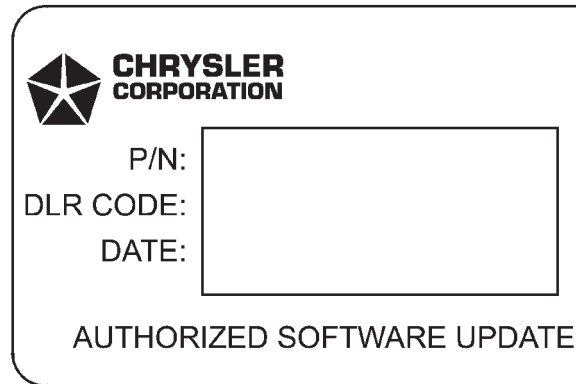 CHRYSLER
CORPORATION
P/N:
DLR CODE:
DATE:
AUTHORIZED SOFTWARE UPDATE